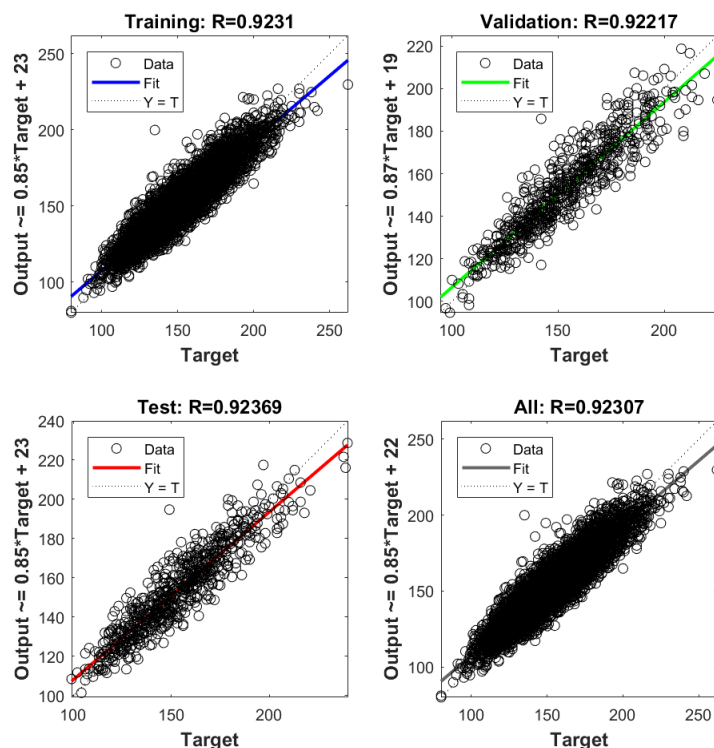 Training: R=0.9231
Output ~= 0.85*Target + 23
250
200
150
100
Data
Fit
Y = T
100
150
200
250
Target
Validation: R=0.92217
Output ~= 0.87*Target + 19
220
200
180
160
140
120
100
Data
Fit
Y = T
100
150
200
Target
Test: R=0.92369
Output ~= 0.85*Target + 23
240
220
200
180
160
140
120
100
Data
Fit
Y = T
100
150
200
Target
All: R=0.92307
Output ~= 0.85*Target + 22
250
200
150
100
Data
Fit
Y = T
100
150
200
250
Target